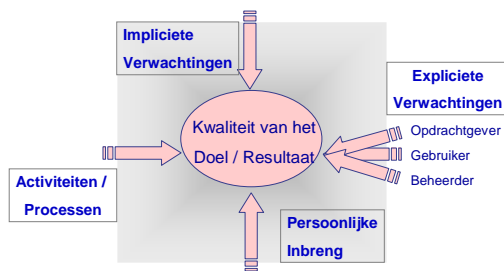 Impliciete
Verwachtingen
Expliciete
Verwachtingen
Opdrachtgever
Gebruiker
Beheerder
Kwaliteit van het
Doel / Resultaat
Activiteiten /
Processen
Persoonlijke
Inbreng